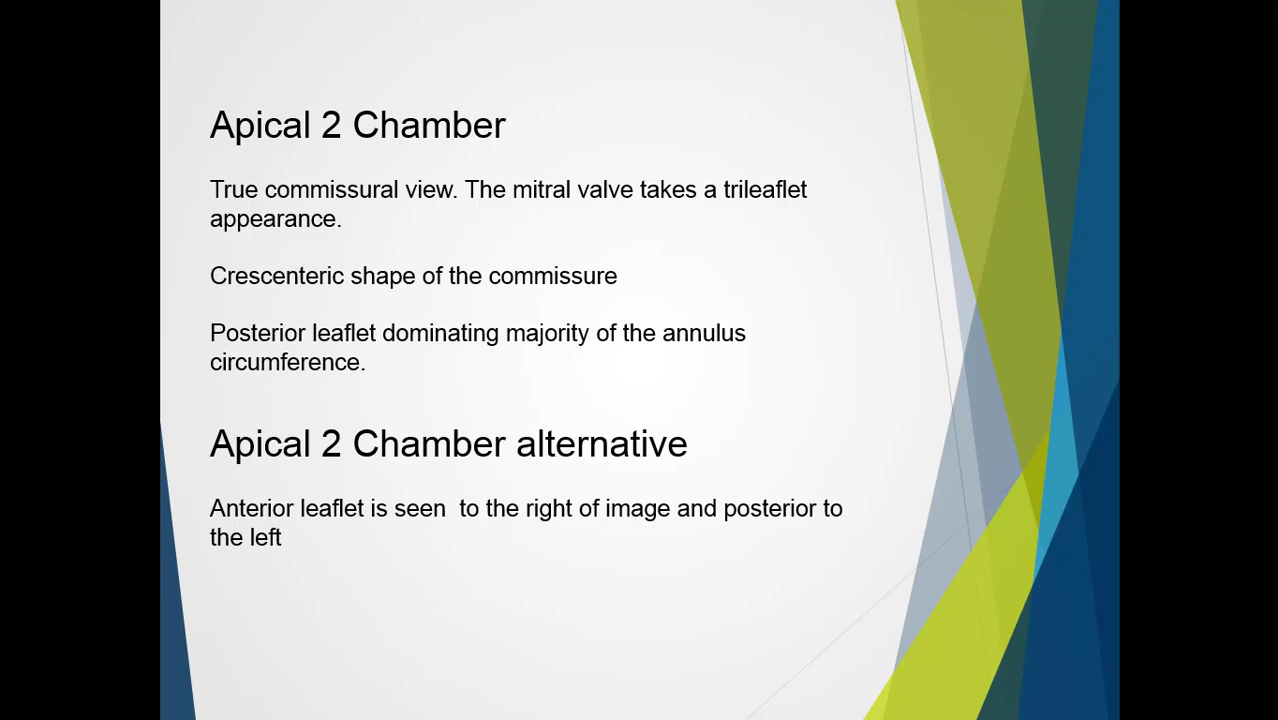 Apical 2 Chamber
True commissural view. The mitral valve takes a trileaflet
appearance.
Crescenteric shape of the commissure
Posterior leaflet dominating majority of the annulus
circumference.
Apical 2 Chamber alternative
Anterior leaflet is seen  to the right of image and posterior to
the left